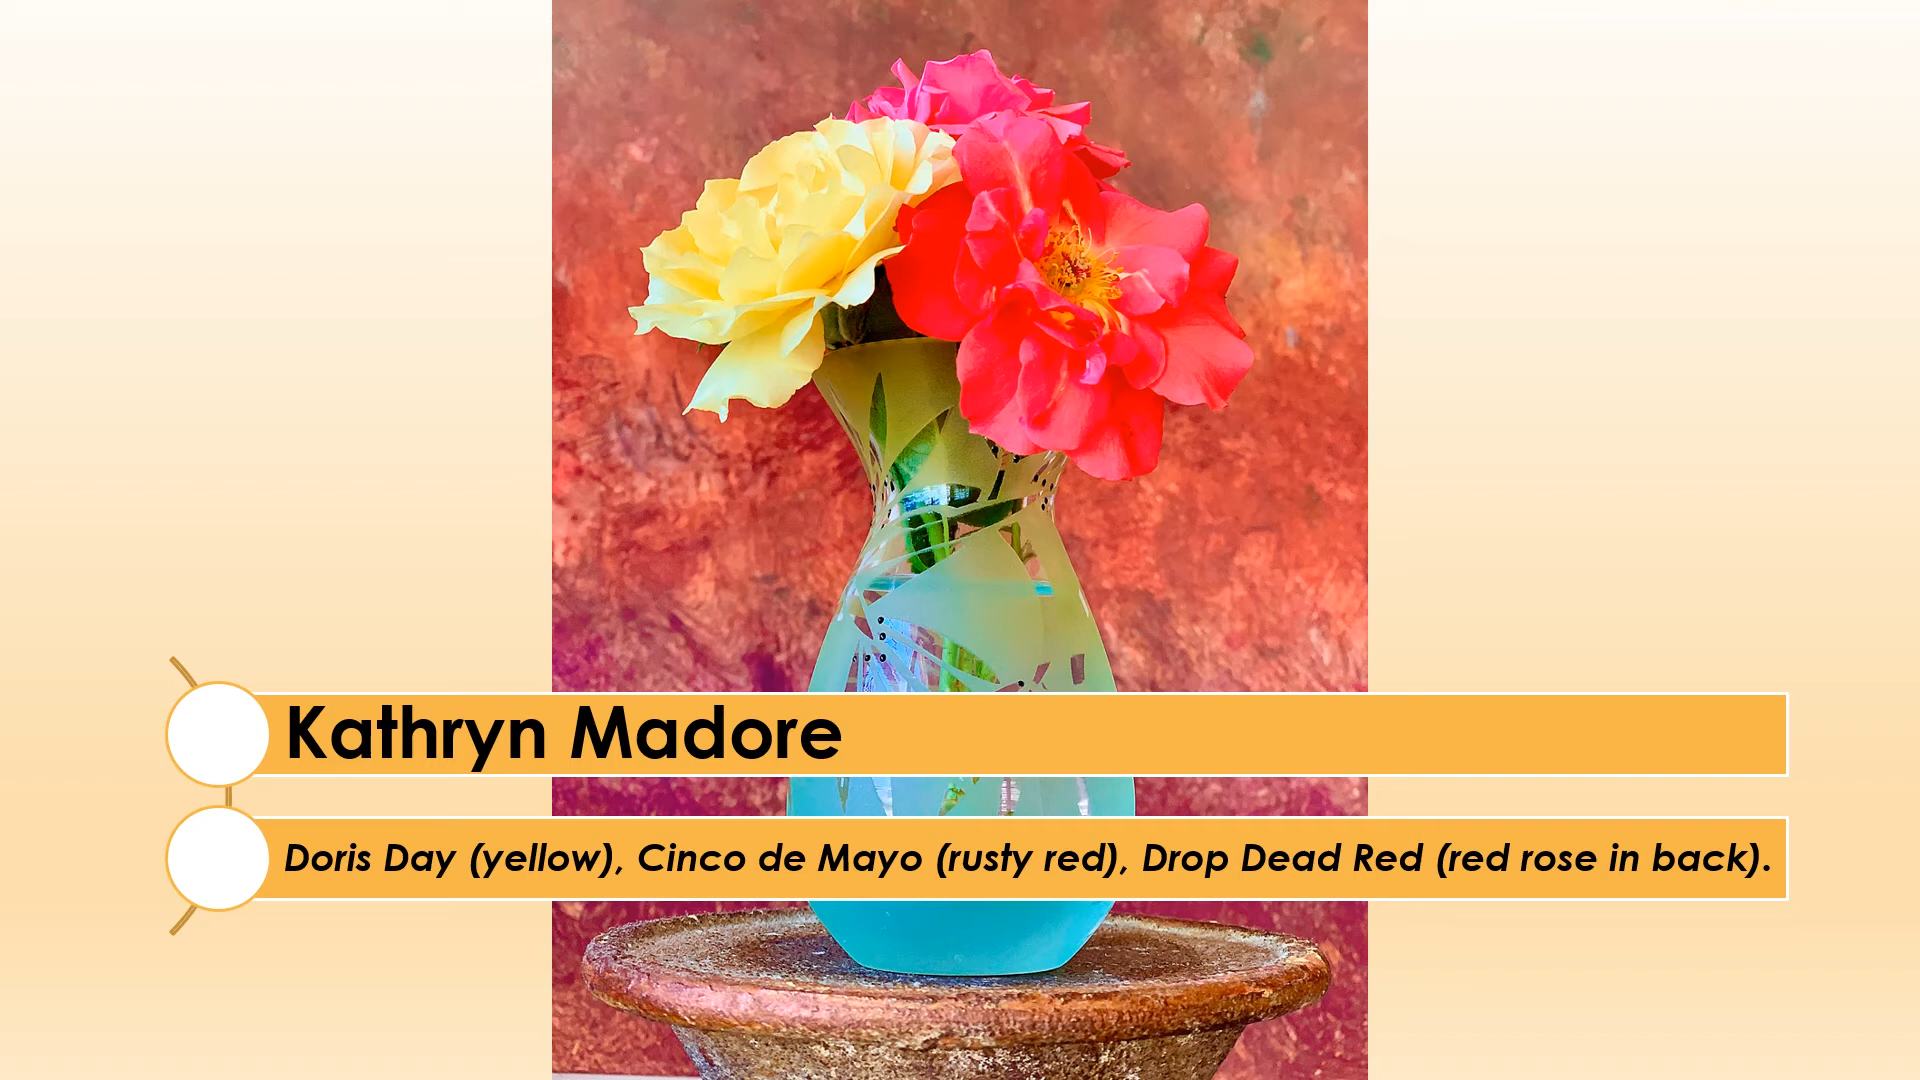 Kathryn Madore
Doris Day (yellow), Cinco de Mayo (rusty red), Drop Dead Red (red rose in back).